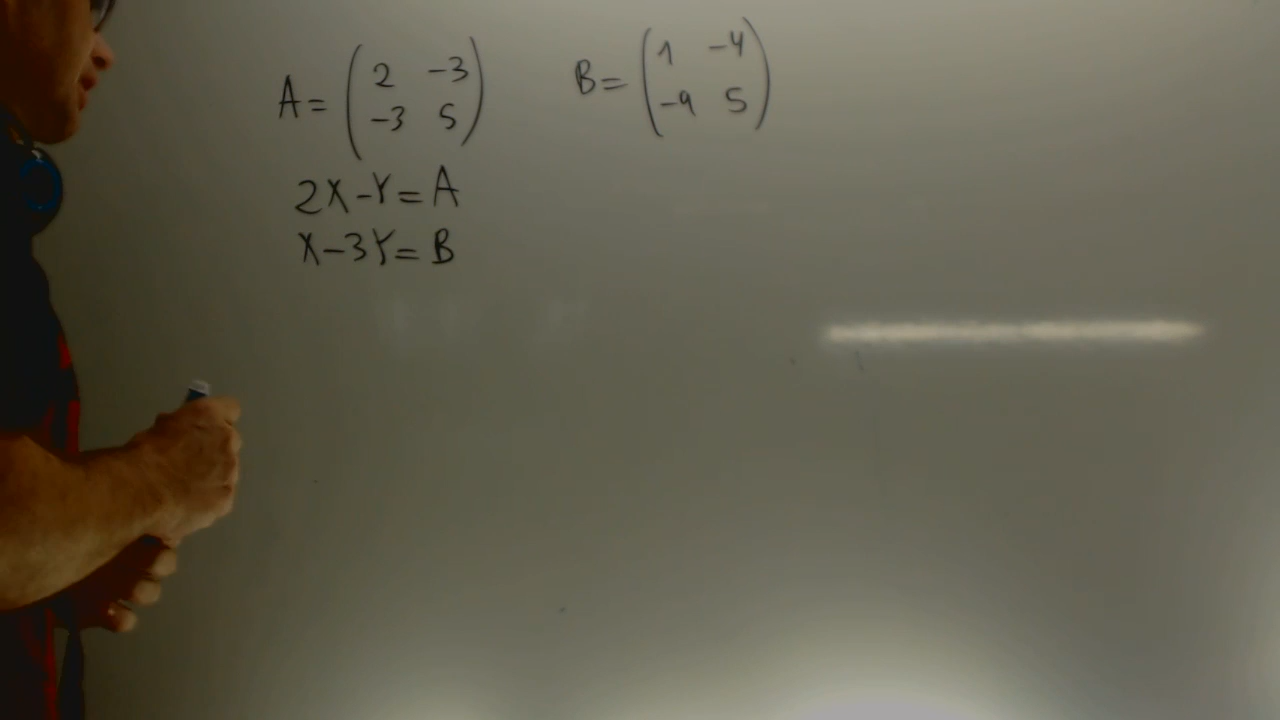 A = ( 2 -3 ) B = ( 1 -4 )
( -3 5 ) ( -9 5 )
2X - Y = A
X - 3Y = B